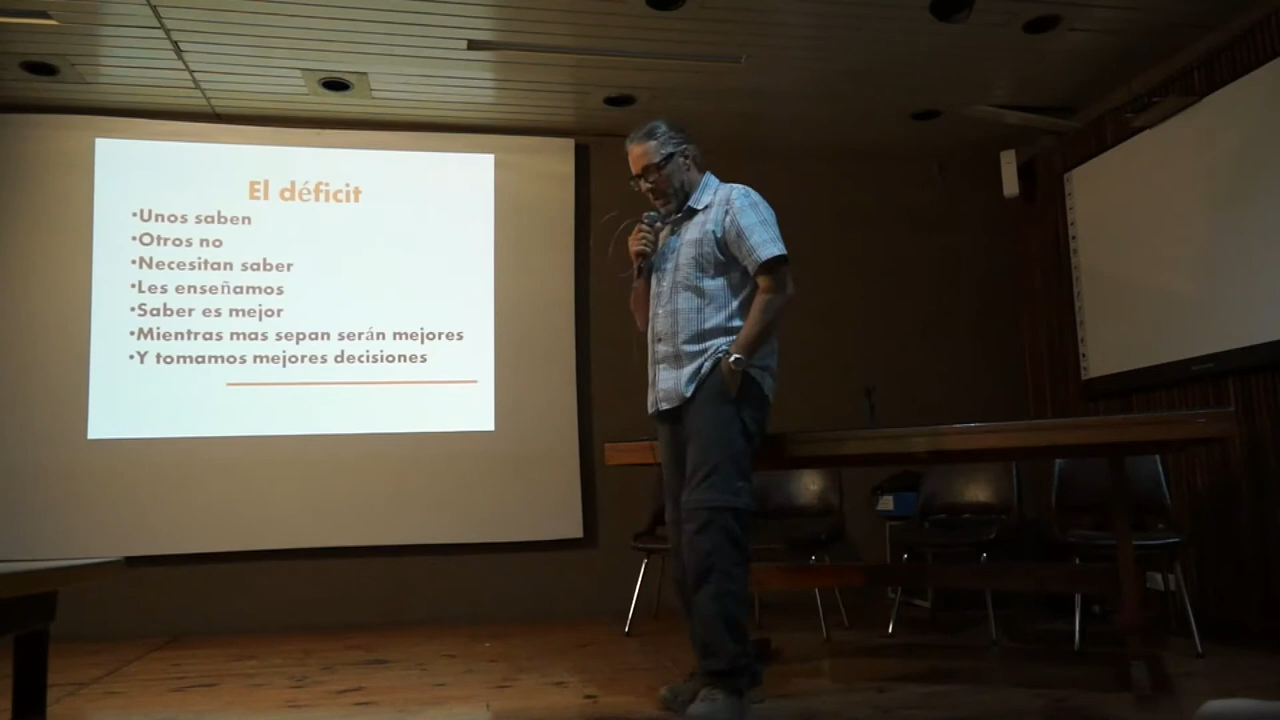 El déficit
•Unos saben
•Otros no
•Necesitan saber
•Les enseñamos
•Saber es mejor
•Mientras mas sepan serán mejores
•Y tomamos mejores decisiones